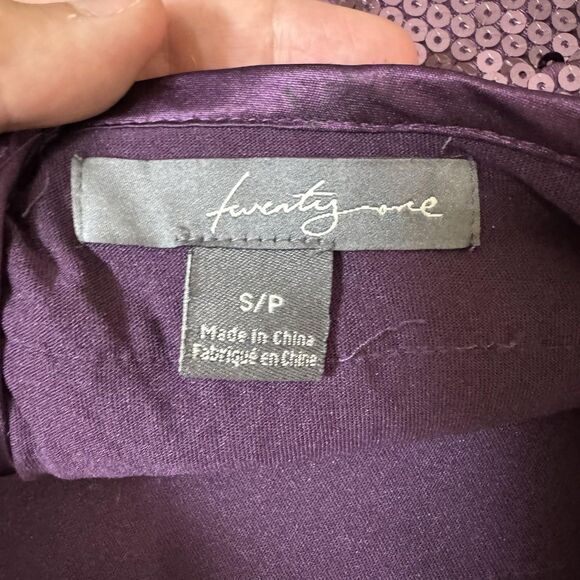 twenty one
S/P
Made in China
Fabriqué en Chine